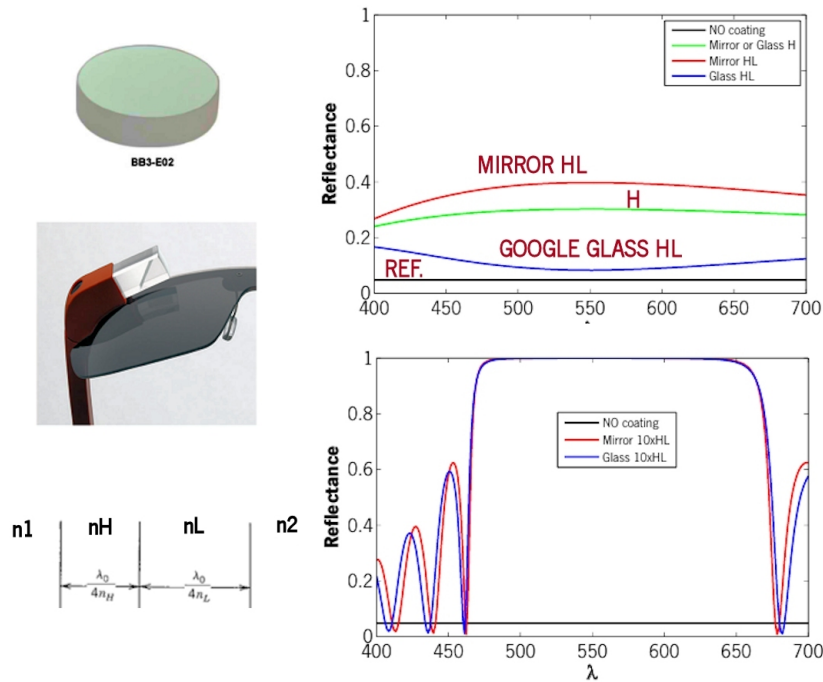 BB3-E02
n1 nH nL n2
λ₀
4n_H
λ₀
4n_L
Reflectance
1
0.8
0.6
0.4
0.2
0
400 450 500 550 600 650 700
NO coating
Mirror or Glass H
Mirror HL
Glass HL
MIRROR HL
H
GOOGLE GLASS HL
REF.
Reflectance
1
0.8
0.6
0.4
0.2
0
400 450 500 550 600 650 700
λ
NO coating
Mirror 10xHL
Glass 10xHL